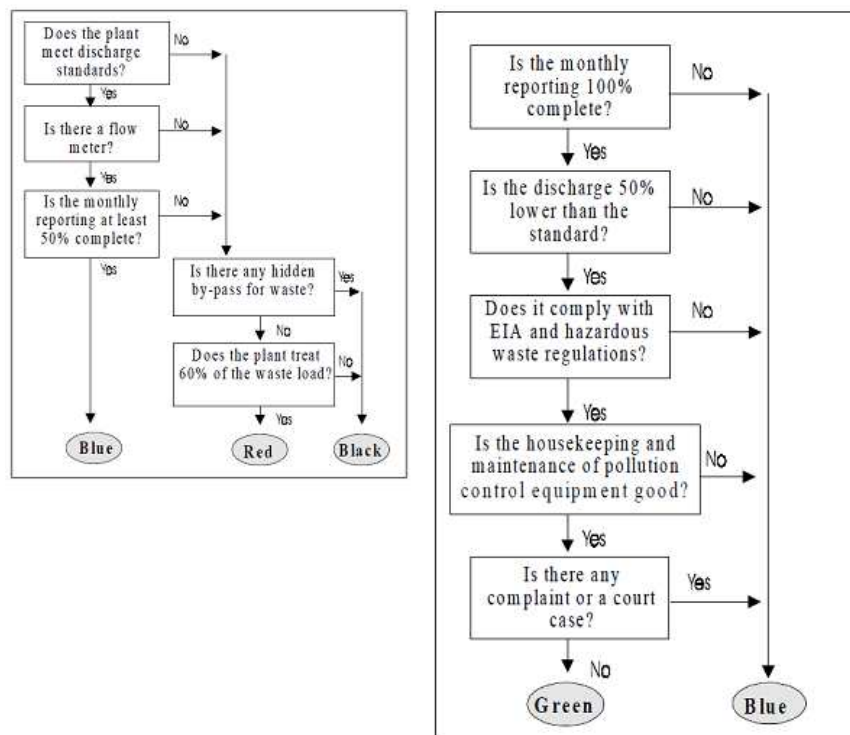 Does the plant
meet discharge
standards?
No
Yes
Is there a flow
meter?
No
Yes
Is the monthly
reporting at least
50% complete?
No
Yes
Is there any hidden
by-pass for waste?
Yes
No
Does the plant treat
60% of the waste load?
No
Yes
Blue
Red
Black
Is the monthly
reporting 100%
complete?
No
Yes
Is the discharge 50%
lower than the
standard?
No
Yes
Does it comply with
EIA and hazardous
waste regulations?
No
Yes
Is the housekeeping and
maintenance of pollution
control equipment good?
No
Yes
Is there any
complaint or a court
case?
Yes
No
Green
Blue